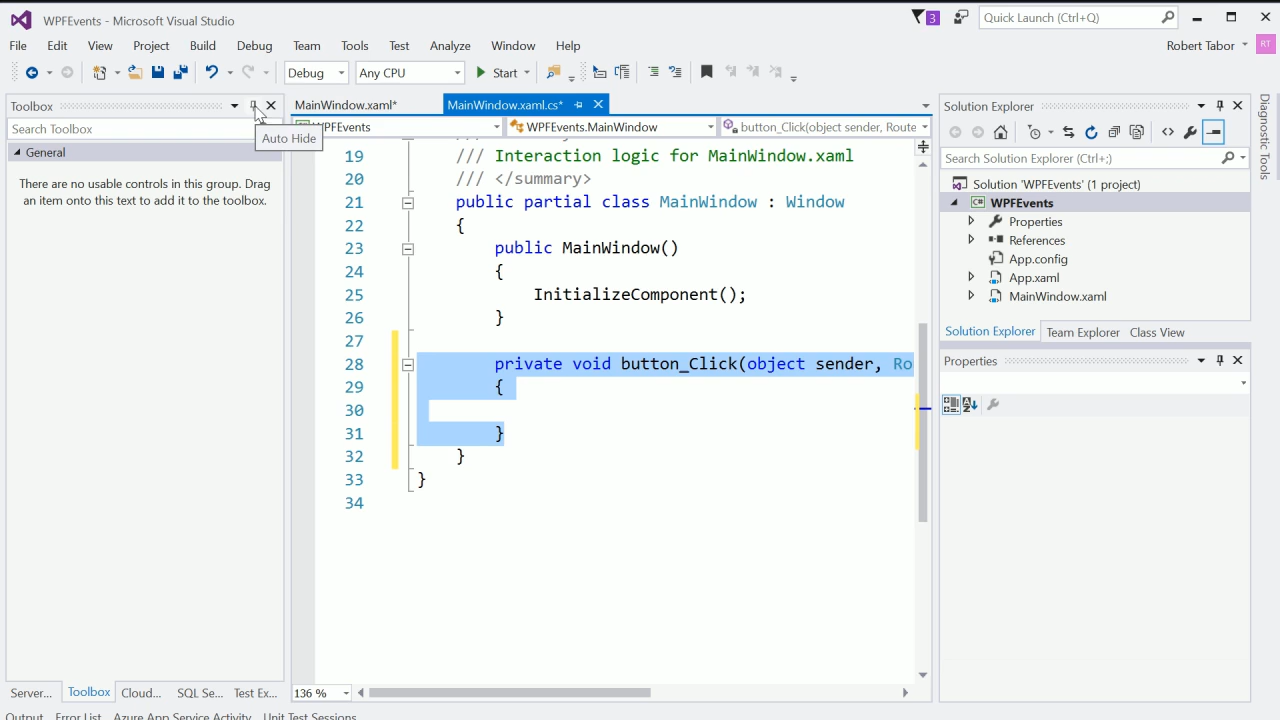 WPFEvents - Microsoft Visual Studio
3
Quick Launch (Ctrl+Q)
File Edit View Project Build Debug Team Tools Test Analyze Window Help
Robert Tabor RT
Debug Any CPU Start
Toolbox
Search Toolbox
Auto Hide
General
There are no usable controls in this group. Drag
an item onto this text to add it to the toolbox.
Server... Toolbox Cloud... SQL Se... Test Ex...
MainWindow.xaml* MainWindow.xaml.cs*
WPFEvents WPFEvents.MainWindow button_Click(object sender, Route
19 /// Interaction logic for MainWindow.xaml
20 /// </summary>
21 public partial class MainWindow : Window
22 {
23 public MainWindow()
24 {
25 InitializeComponent();
26 }
27
28 private void button_Click(object sender, Ro
29 {
30
31 }
32 }
33 }
34
136 %
Solution Explorer
Search Solution Explorer (Ctrl+;)
Solution 'WPFEvents' (1 project)
C# WPFEvents
Properties
References
App.config
App.xaml
MainWindow.xaml
Solution Explorer Team Explorer Class View
Properties
Diagnostic Tools
Output Error List Azure App Service Activity Unit Test Sessions